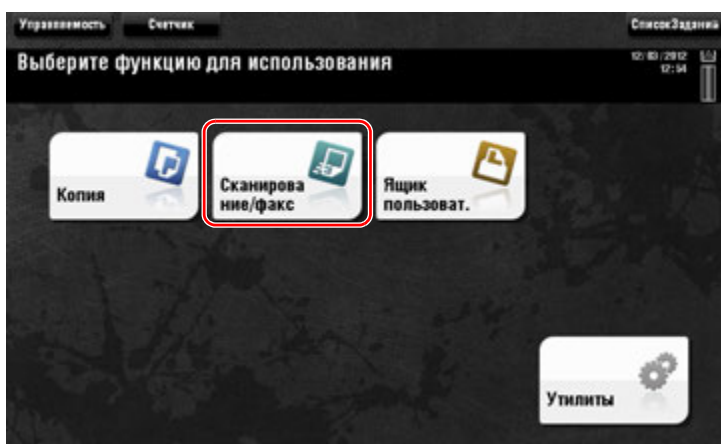 Управляемость Счетчик СписокЗаданий
Выберите функцию для использования
12/03/2012
12:54
Копия
Сканирова
ние/факс
Ящик
пользоват.
Утилиты